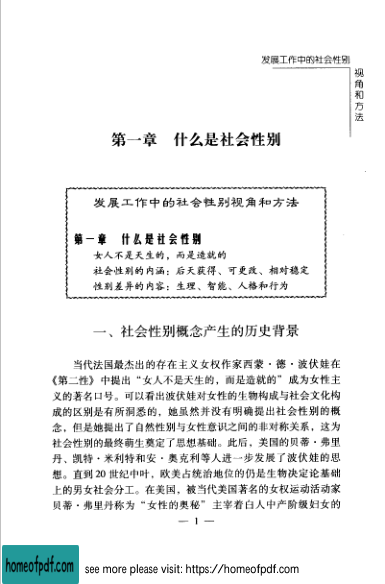 发展工作中的社会性别
视角和方法
第一章 什么是社会性别
发展工作中的社会性别视角和方法
第一章 什么是社会性别
女人不是天生的，而是造就的
社会性别的内涵：后天获得、可更改、相对稳定
性别差异的内容：生理、智能、人格和行为
一、社会性别概念产生的历史背景
当代法国最杰出的存在主义女权作家西蒙·德·波伏娃在
《第二性》中提出“女人不是天生的，而是造就的”成为女性主
义的著名口号。可以看出波伏娃对女性的生物构成与社会文化构
成的区别是有所洞悉的，她虽然并没有明确提出社会性别的概
念，但是她提出了自然性别与女性意识之间的非对称关系，这为
社会性别的最终萌生奠定了思想基础。此后，美国的贝蒂·弗里
丹、凯特·米利特和安·奥克利等人进一步发展了波伏娃的思
想。直到20世纪中叶，欧美占统治地位的仍是生物决定论基础
上的男女社会分工。在美国，被当代美国著名的女权运动活动家
贝蒂·弗里丹称为“女性的奥秘”主宰着白人中产阶级妇女的
— 1 —
homeofpdf.com
see more please visit: https://homeofpdf.com